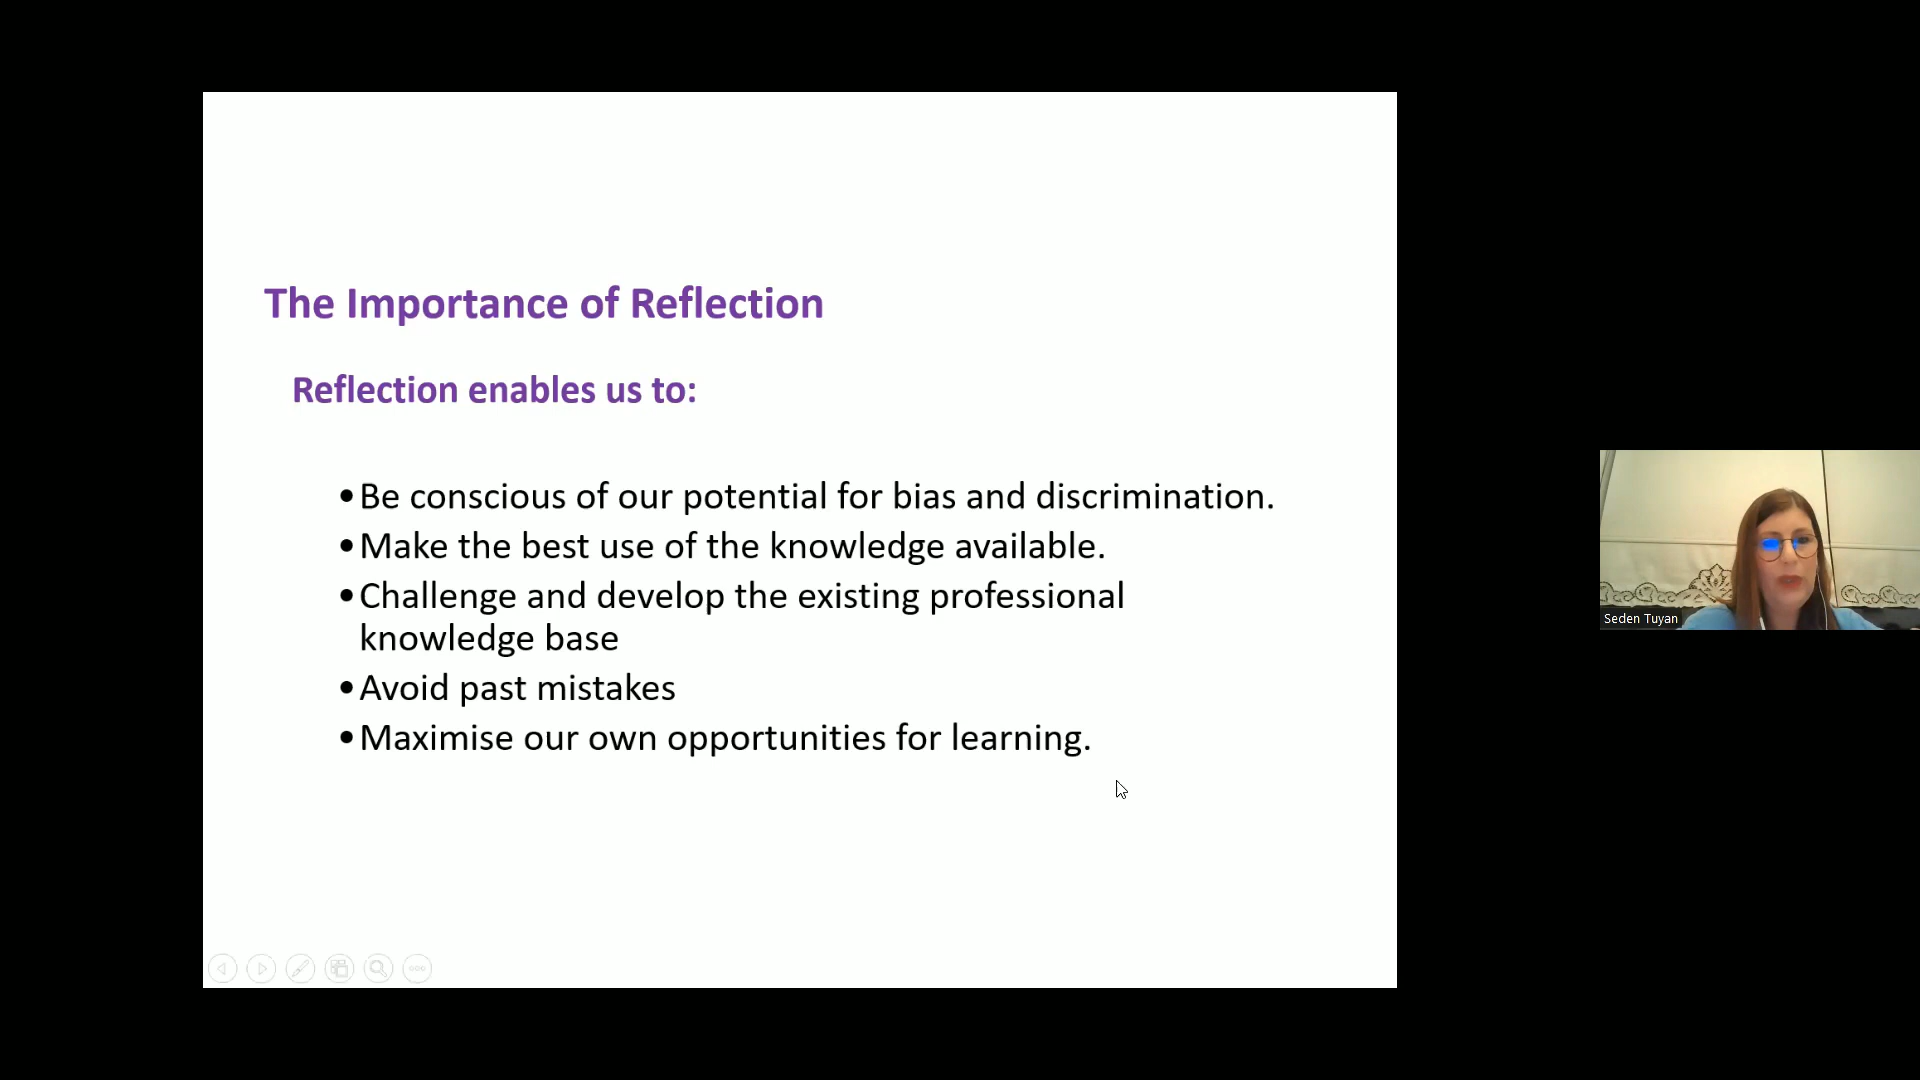 The Importance of Reflection
Reflection enables us to:
•Be conscious of our potential for bias and discrimination.
•Make the best use of the knowledge available.
•Challenge and develop the existing professional
knowledge base
•Avoid past mistakes
•Maximise our own opportunities for learning.
Seden Tuyan